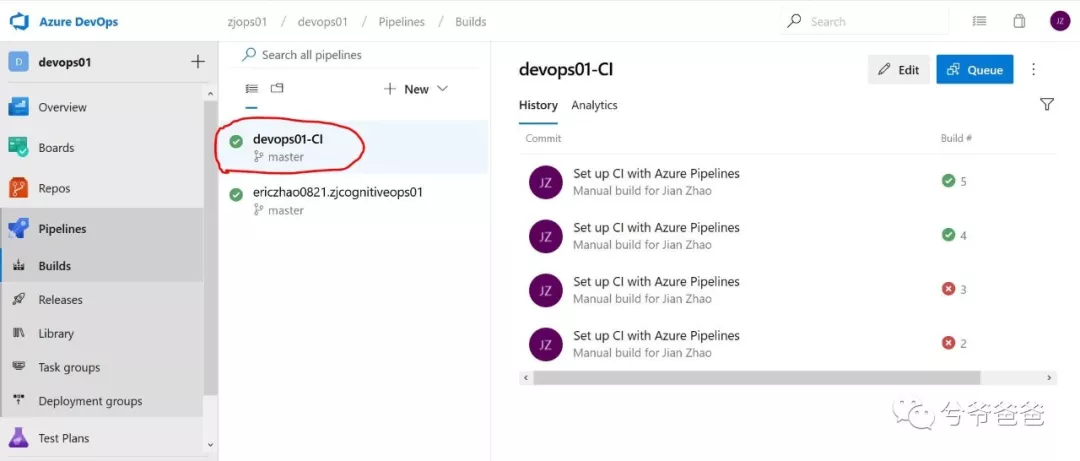 Azure DevOps
zjops01 / devops01 / Pipelines / Builds
Search
JZ
D devops01
Overview
Boards
Repos
Pipelines
Builds
Releases
Library
Task groups
Deployment groups
Test Plans
Search all pipelines
New
devops01-CI
master
ericzhao0821.zjcognitiveops01
master
devops01-CI
Edit
Queue
History Analytics
Commit Build #
JZ Set up CI with Azure Pipelines
Manual build for Jian Zhao
5
JZ Set up CI with Azure Pipelines
Manual build for Jian Zhao
4
JZ Set up CI with Azure Pipelines
Manual build for Jian Zhao
3
JZ Set up CI with Azure Pipelines
Manual build for Jian Zhao
2
兮爷爸爸